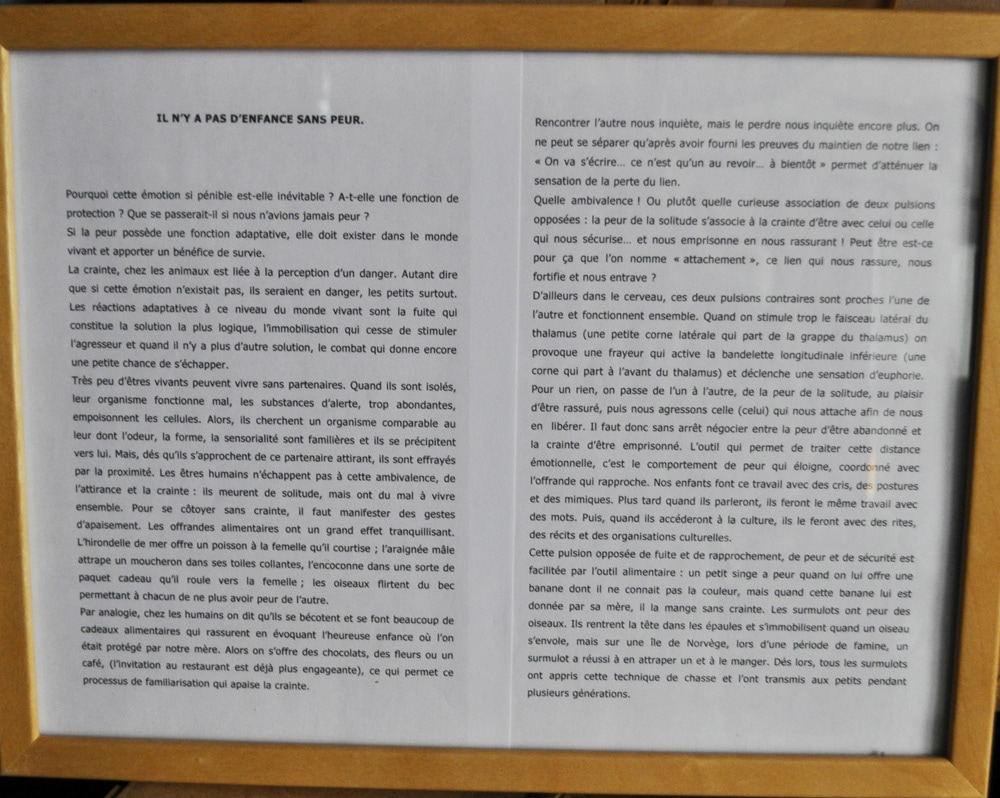 IL N'Y A PAS D'ENFANCE SANS PEUR.
Pourquoi cette émotion si pénible est-elle inévitable ? A-t-elle une fonction de
protection ? Que se passerait-il si nous n'avions jamais peur ?
Si la peur possède une fonction adaptative, elle doit exister dans le monde
vivant et apporter un bénéfice de survie.
La crainte, chez les animaux est liée à la perception d'un danger. Autant dire
que si cette émotion n'existait pas, ils seraient en danger, les petits surtout.
Les réactions adaptatives à ce niveau du monde vivant sont la fuite qui
constitue la solution la plus logique, l'immobilisation qui cesse de stimuler
l'agresseur et quand il n'y a plus d'autre solution, le combat qui donne encore
une petite chance de s'échapper.
Très peu d'êtres vivants peuvent vivre sans partenaires. Quand ils sont isolés,
leur organisme fonctionne mal, les substances d'alerte, trop abondantes,
empoisonnent les cellules. Alors, ils cherchent un organisme comparable au
leur dont l'odeur, la forme, la sensorialité sont familières et ils se précipitent
vers lui. Mais, dés qu'ils s'approchent de ce partenaire attirant, ils sont effrayés
par la proximité. Les êtres humains n'échappent pas à cette ambivalence, de
l'attirance et la crainte : ils meurent de solitude, mais ont du mal à vivre
ensemble. Pour se côtoyer sans crainte, il faut manifester des gestes
d'apaisement. Les offrandes alimentaires ont un grand effet tranquillisant.
L'hirondelle de mer offre un poisson à la femelle qu'il courtise ; l'araignée mâle
attrape un moucheron dans ses toiles collantes, l'encoconne dans une sorte de
paquet cadeau qu'il roule vers la femelle ; les oiseaux flirtent du bec
permettant à chacun de ne plus avoir peur de l'autre.
Par analogie, chez les humains on dit qu'ils se bécotent et se font beaucoup de
cadeaux alimentaires qui rassurent en évoquant l'heureuse enfance où l'on
était protégé par notre mère. Alors on s'offre des chocolats, des fleurs ou un
café, (l'invitation au restaurant est déjà plus engageante), ce qui permet ce
processus de familiarisation qui apaise la crainte.
Rencontrer l'autre nous inquiète, mais le perdre nous inquiète encore plus. On
ne peut se séparer qu'après avoir fourni les preuves du maintien de notre lien :
« On va s'écrire... ce n'est qu'un au revoir... à bientôt » permet d'atténuer la
sensation de la perte du lien.
Quelle ambivalence ! Ou plutôt quelle curieuse association de deux pulsions
opposées : la peur de la solitude s'associe à la crainte d'être avec celui ou celle
qui nous sécurise... et nous emprisonne en nous rassurant ! Peut être est-ce
pour ça que l'on nomme « attachement », ce lien qui nous rassure, nous
fortifie et nous entrave ?
D'ailleurs dans le cerveau, ces deux pulsions contraires sont proches l'une de
l'autre et fonctionnent ensemble. Quand on stimule trop le faisceau latéral du
thalamus (une petite corne latérale qui part de la grappe du thalamus) on
provoque une frayeur qui active la bandelette longitudinale inférieure (une
corne qui part à l'avant du thalamus) et déclenche une sensation d'euphorie.
Pour un rien, on passe de l'un à l'autre, de la peur de la solitude, au plaisir
d'être rassuré, puis nous agressons celle (celui) qui nous attache afin de nous
en libérer. Il faut donc sans arrêt négocier entre la peur d'être abandonné et
la crainte d'être emprisonné. L'outil qui permet de traiter cette distance
émotionnelle, c'est le comportement de peur qui éloigne, coordonné avec
l'offrande qui rapproche. Nos enfants font ce travail avec des cris, des postures
et des mimiques. Plus tard quand ils parleront, ils feront le même travail avec
des mots. Puis, quand ils accéderont à la culture, ils le feront avec des rites,
des récits et des organisations culturelles.
Cette pulsion opposée de fuite et de rapprochement, de peur et de sécurité est
facilitée par l'outil alimentaire : un petit singe a peur quand on lui offre une
banane dont il ne connait pas la couleur, mais quand cette banane lui est
donnée par sa mère, il la mange sans crainte. Les surmulots ont peur des
oiseaux. Ils rentrent la tête dans les épaules et s'immobilisent quand un oiseau
s'envole, mais sur une île de Norvège, lors d'une période de famine, un
surmulot a réussi à en attraper un et à le manger. Dés lors, tous les surmulots
ont appris cette technique de chasse et l'ont transmis aux petits pendant
plusieurs générations.